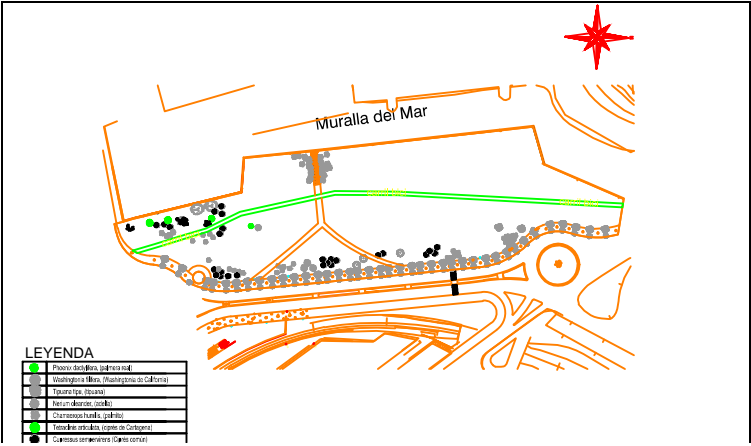 Muralla del Mar
LEYENDA
Phoenix dactylifera, (palmera real)
Washingtonia filifera, (Washingtonia de California)
Tipuana tipu, (tipuana)
Nerium oleander, (adelfa)
Chamaerops humilis, (palmito)
Tetraclinis articulata, (ciprés de Cartagena)
Cupressus sempervirens (Ciprés común)